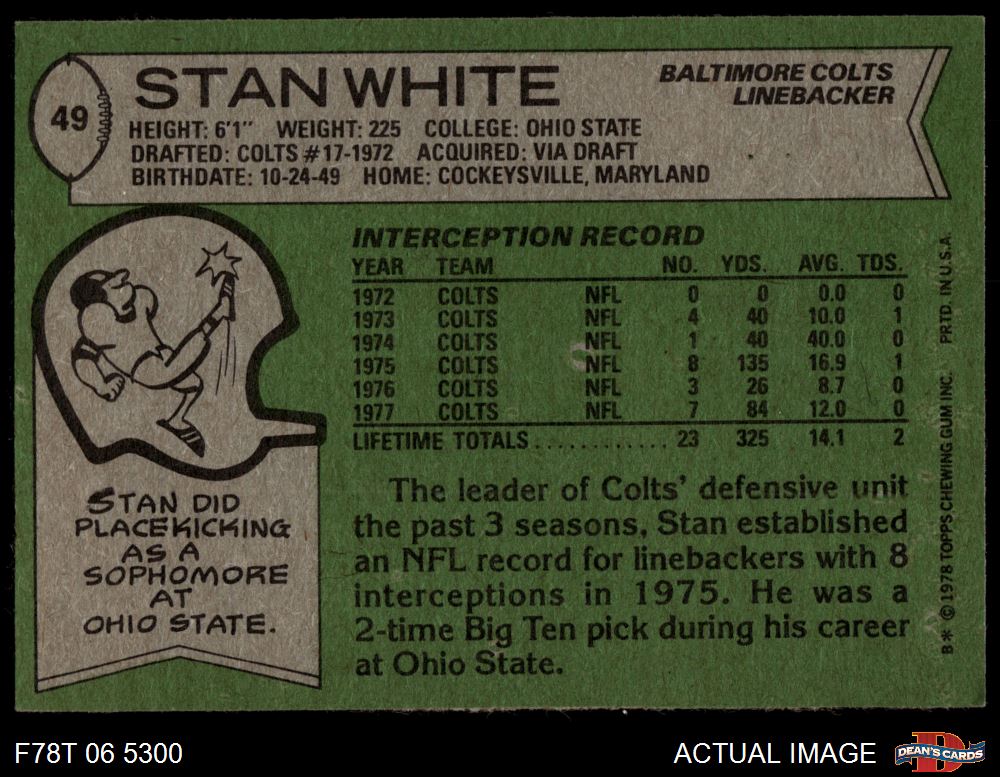 49
STAN WHITE
BALTIMORE COLTS
LINEBACKER
HEIGHT: 6'1" WEIGHT: 225 COLLEGE: OHIO STATE
DRAFTED: COLTS #17-1972 ACQUIRED: VIA DRAFT
BIRTHDATE: 10-24-49 HOME: COCKEYSVILLE, MARYLAND
INTERCEPTION RECORD
YEAR TEAM NO. YDS. AVG. TDS.
1972 COLTS NFL 0 0 0.0 0
1973 COLTS NFL 4 40 10.0 1
1974 COLTS NFL 1 40 40.0 0
1975 COLTS NFL 8 135 16.9 1
1976 COLTS NFL 3 26 8.7 0
1977 COLTS NFL 7 84 12.0 0
LIFETIME TOTALS............ 23 325 14.1 2
STAN DID
PLACEKICKING
AS A
SOPHOMORE
AT
OHIO STATE.
The leader of Colts' defensive unit
the past 3 seasons, Stan established
an NFL record for linebackers with 8
interceptions in 1975. He was a
2-time Big Ten pick during his career
at Ohio State.
B* © 1978 TOPPS CHEWING GUM INC. PRTD. IN U.S.A.
F78T 06 5300
ACTUAL IMAGE
D
DEAN'S CARDS